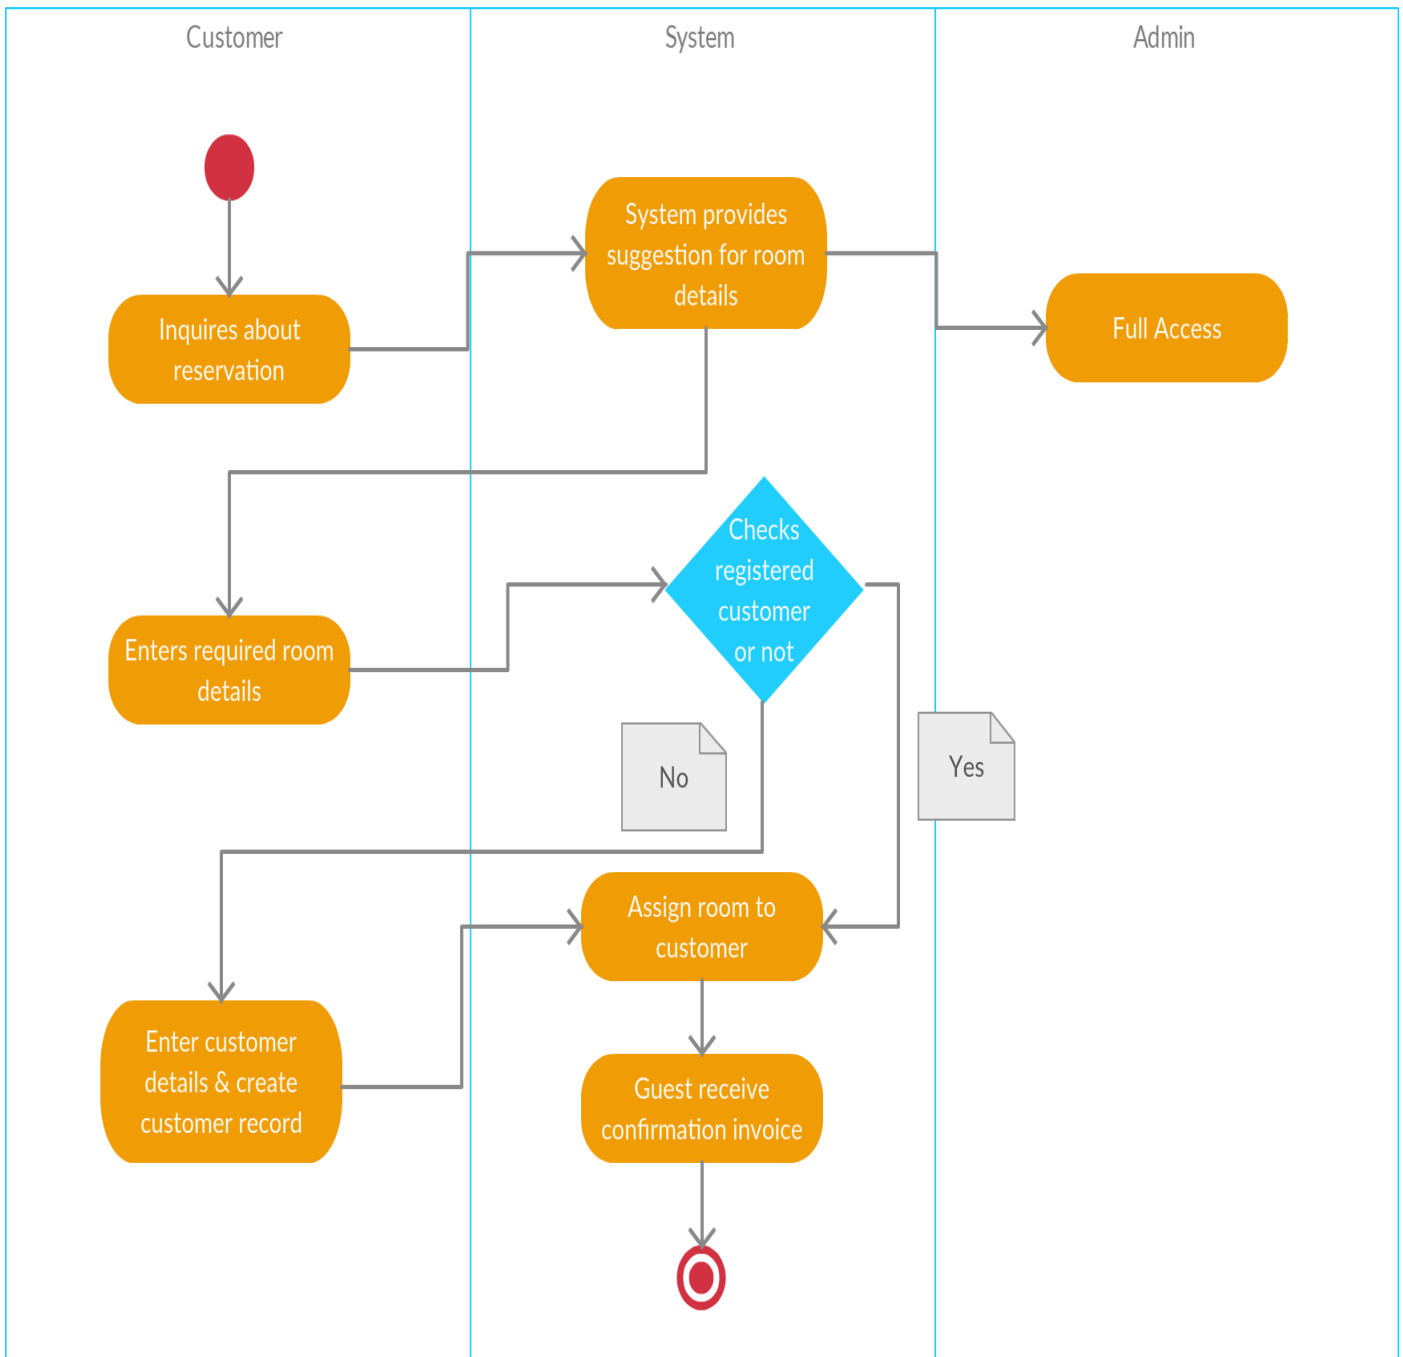 Customer
System
Admin
System provides
suggestion for room
details
Inquires about
reservation
Full Access
Checks
registered
customer
or not
Enters required room
details
No
Yes
Assign room to
customer
Enter customer
details & create
customer record
Guest receive
confirmation invoice